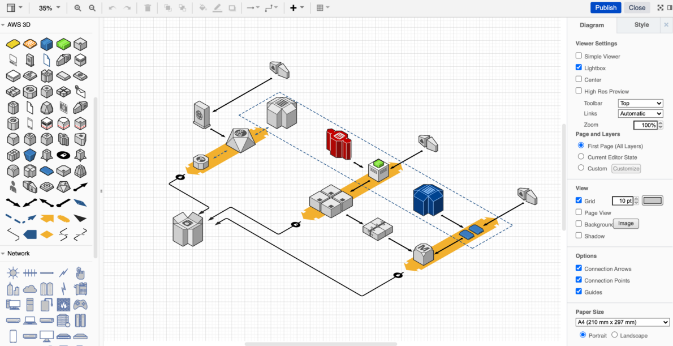 35%
Publish
Close
AWS 3D
Network
M
Diagram
Style
Viewer Settings
Simple Viewer
Lightbox
Center
High Res Preview
Toolbar
Top
Links
Automatic
Zoom
100%
Page and Layers
First Page (All Layers)
Current Editor State
Custom
Customize
View
Grid
10 pt
Page View
Background
Image
Shadow
Options
Connection Arrows
Connection Points
Guides
Paper Size
A4 (210 mm x 297 mm)
Portrait
Landscape